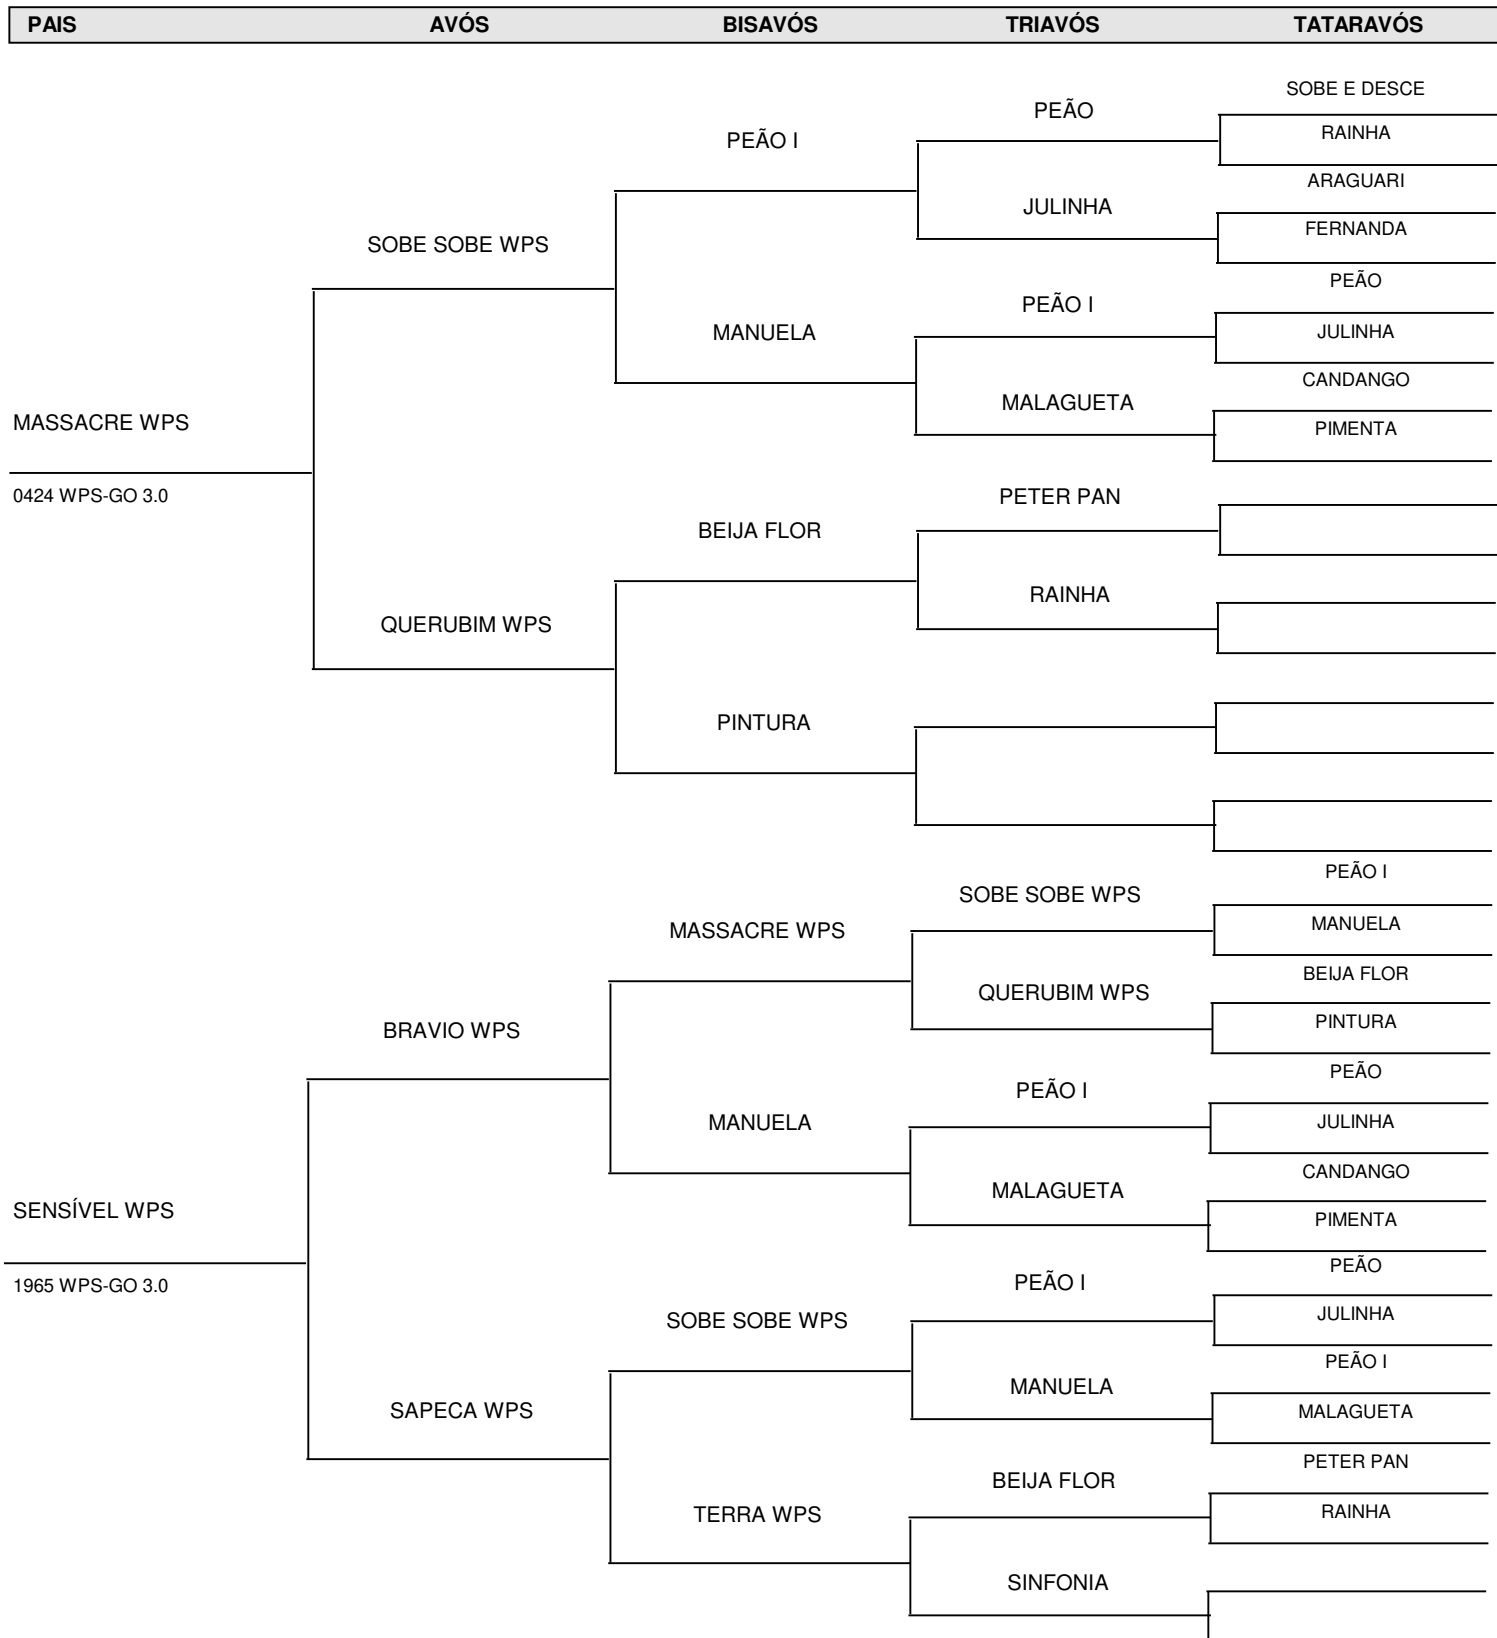 PAIS AVÓS BISAVÓS TRIAVÓS TATARAVÓS
SOBE E DESCE
PEÃO
RAINHA
PEÃO I
ARAGUARI
JULINHA
FERNANDA
SOBE SOBE WPS
PEÃO
PEÃO I
JULINHA
MANUELA
CANDANGO
MALAGUETA
MASSACRE WPS
PIMENTA
0424 WPS-GO 3.0
PETER PAN
BEIJA FLOR
RAINHA
QUERUBIM WPS
PINTURA
PEÃO I
SOBE SOBE WPS
MANUELA
MASSACRE WPS
BEIJA FLOR
QUERUBIM WPS
PINTURA
BRAVIO WPS
PEÃO
PEÃO I
JULINHA
MANUELA
CANDANGO
MALAGUETA
SENSÍVEL WPS
PIMENTA
PEÃO
1965 WPS-GO 3.0
PEÃO I
JULINHA
SOBE SOBE WPS
PEÃO I
MANUELA
SAPECA WPS
MALAGUETA
PETER PAN
BEIJA FLOR
RAINHA
TERRA WPS
SINFONIA